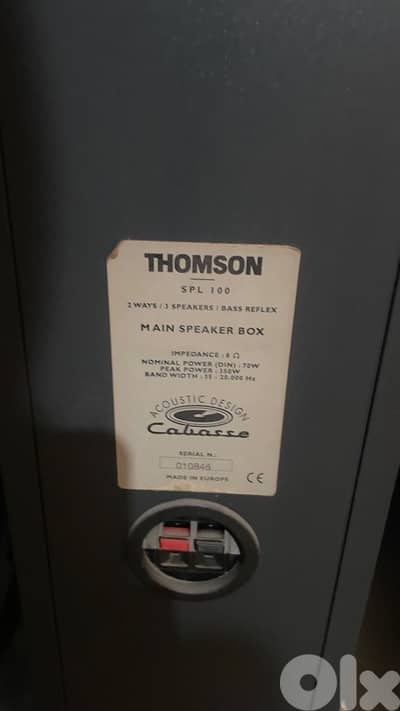 THOMSON
SPL 100
2 WAYS / 3 SPEAKERS / BASS REFLEX
MAIN SPEAKER BOX
IMPEDANCE : 8 Ω
NOMINAL POWER (DIN) : 70W
PEAK POWER : 350W
BAND WIDTH : 35 - 20.000 Hz
ACOUSTIC DESIGN
Cabasse
SERIAL N.:
010846
MADE IN EUROPE
CE
OLX